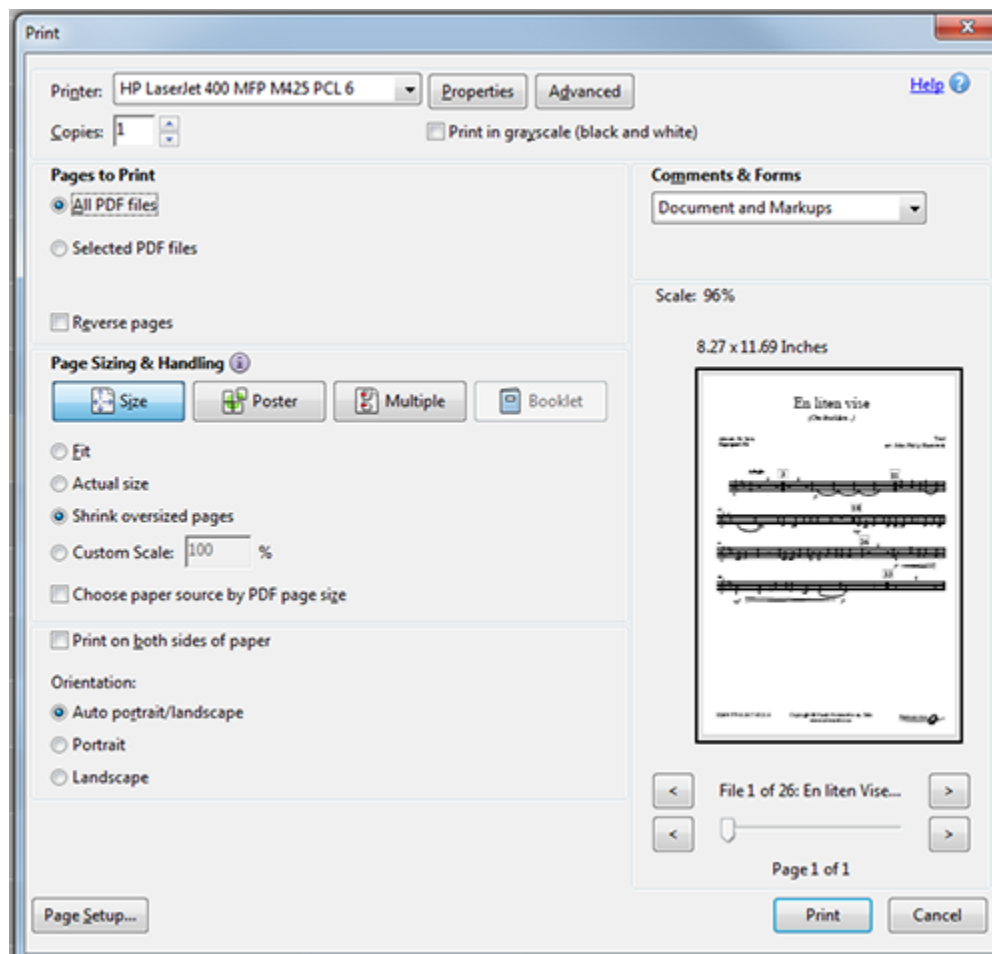 Print
Printer: HP LaserJet 400 MFP M425 PCL 6 Properties Advanced Help
Copies: 1 Print in grayscale (black and white)
Pages to Print
All PDF files
Selected PDF files
Reverse pages
Comments & Forms
Document and Markups
Page Sizing & Handling
Size Poster Multiple Booklet
Fit
Actual size
Shrink oversized pages
Custom Scale: 100 %
Choose paper source by PDF page size
Print on both sides of paper
Orientation:
Auto portrait/landscape
Portrait
Landscape
Scale: 96%
8.27 x 11.69 Inches
En liten vise
File 1 of 26: En liten Vise...
< >
< >
Page 1 of 1
Page Setup... Print Cancel